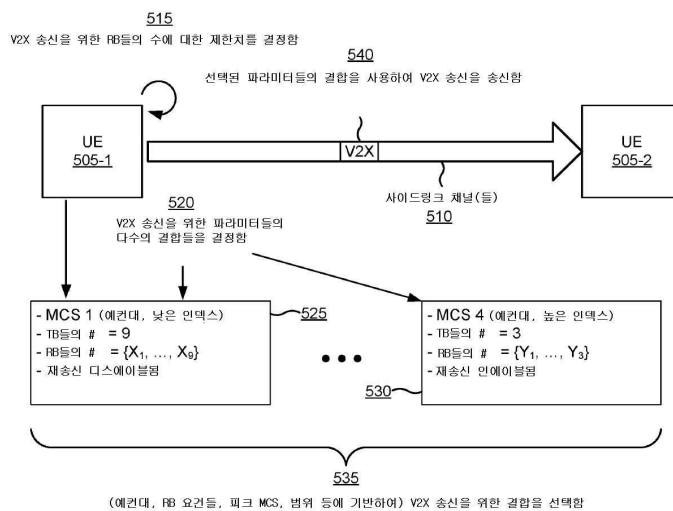 515
V2X 송신을 위한 RB들의 수에 대한 제한치를 결정함
540
선택된 파라미터들의 결합을 사용하여 V2X 송신을 송신함
UE
505-1
V2X
UE
505-2
사이드링크 채널(들)
510
520
V2X 송신을 위한 파라미터들의
다수의 결합들을 결정함
- MCS 1 (예컨대, 낮은 인덱스)
- TB들의 # = 9
- RB들의 # = {X1, ..., X9}
- 재송신 디스에이블됨
525
- MCS 4 (예컨대, 높은 인덱스)
- TB들의 # = 3
- RB들의 # = {Y1, ..., Y3}
- 재송신 인에이블됨
530
535
(예컨대, RB 요건들, 피크 MCS, 범위 등에 기반하여) V2X 송신을 위한 결합을 선택함